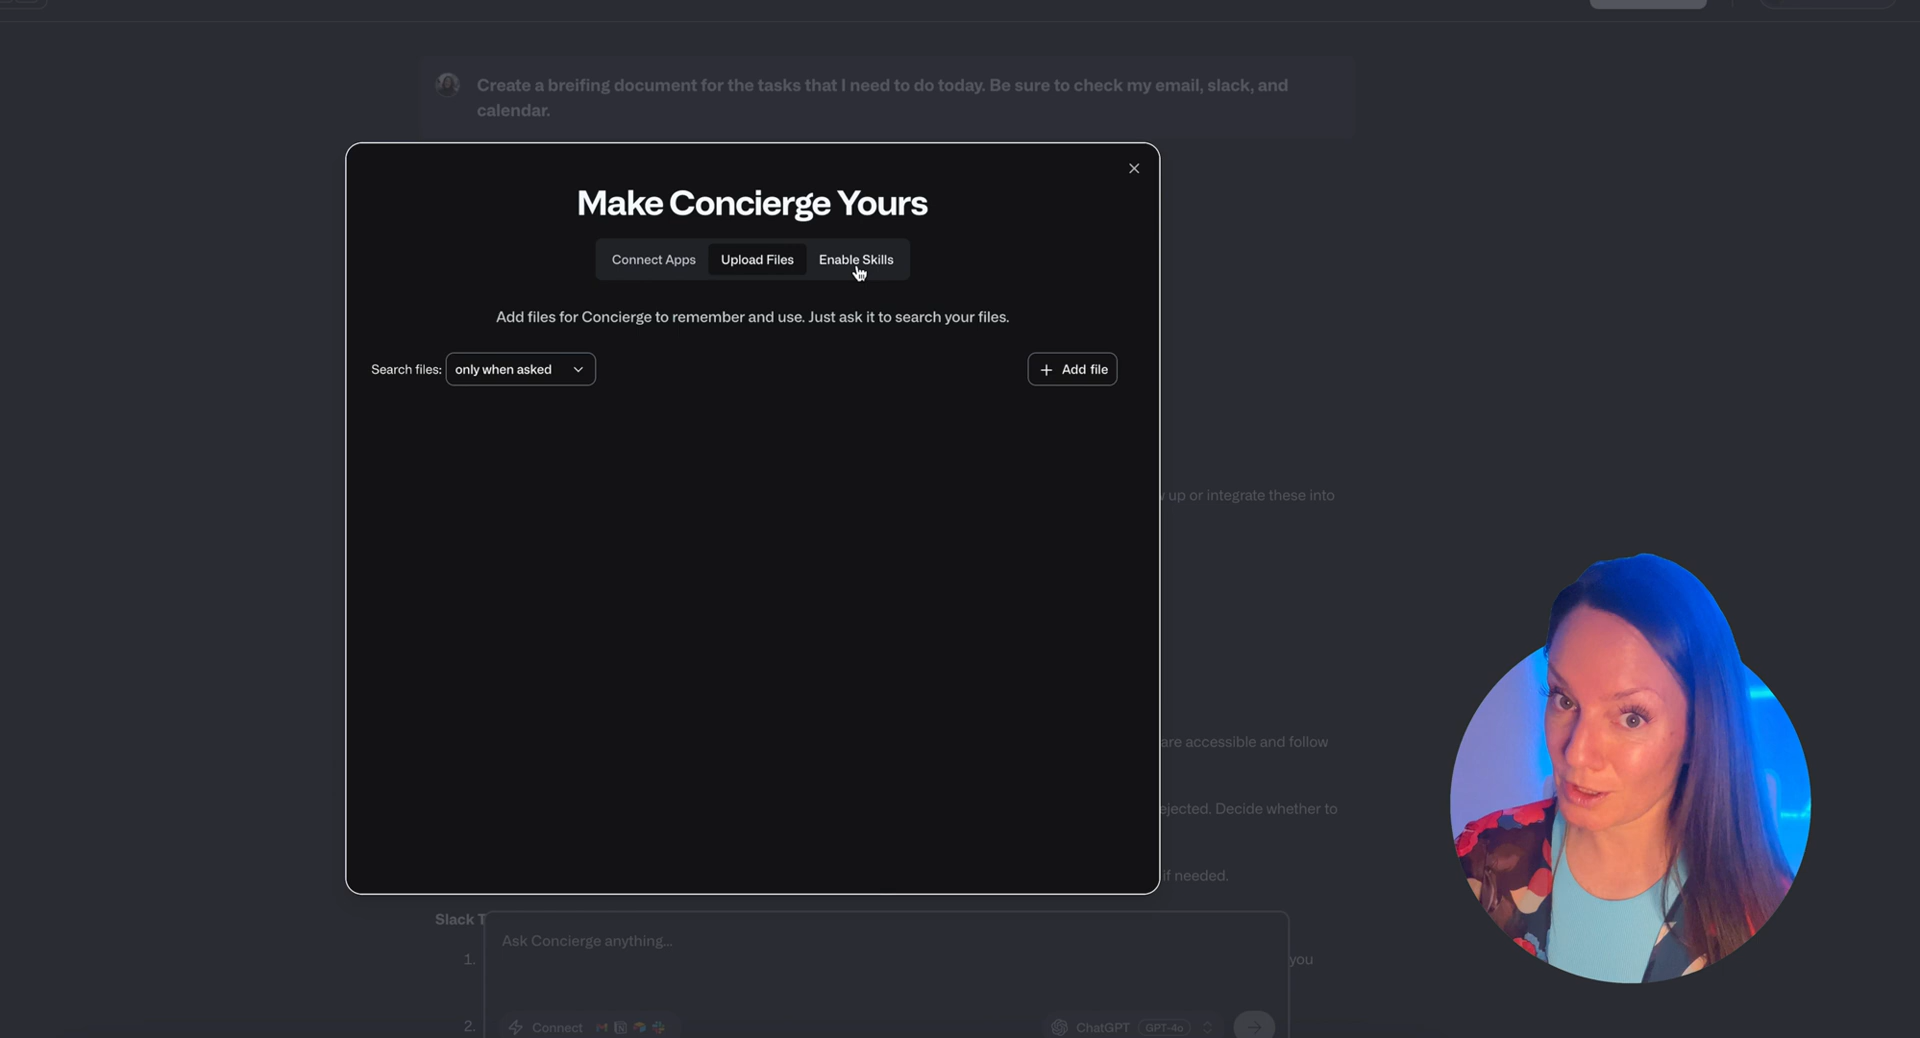 Create a breifing document for the tasks that I need to do today. Be sure to check my email, slack, and
calendar.
Make Concierge Yours
Connect Apps
Upload Files
Enable Skills
Add files for Concierge to remember and use. Just ask it to search your files.
Search files:
only when asked
Add file
up or integrate these into
are accessible and follow
ejected. Decide whether to
if needed.
Slack T
Ask Concierge anything...
1.
you
2.
Connect
ChatGPT
GPT-4o